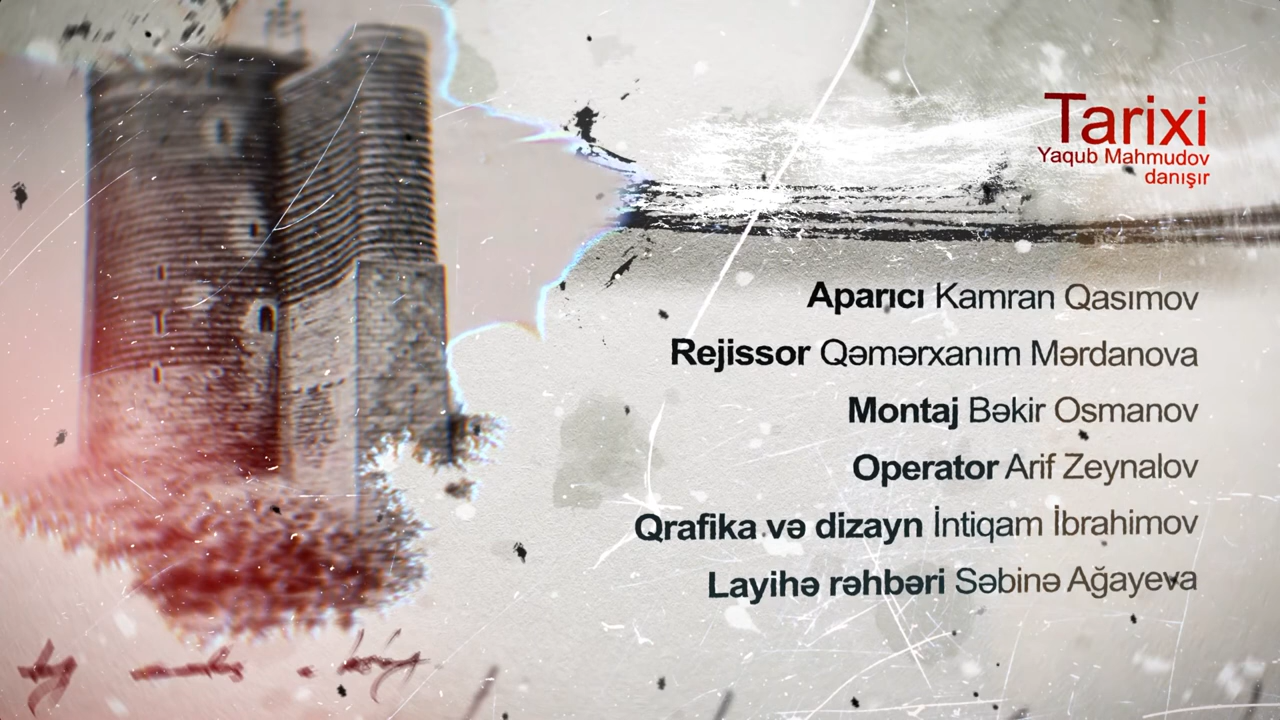 Tarixi
Yaqub Mahmudov
danışır
Aparıcı Kamran Qasımov
Rejissor Qəmərxanım Mərdanova
Montaj Bəkir Osmanov
Operator Arif Zeynalov
Qrafika və dizayn İntiqam İbrahimov
Layihə rəhbəri Səbinə Ağayeva